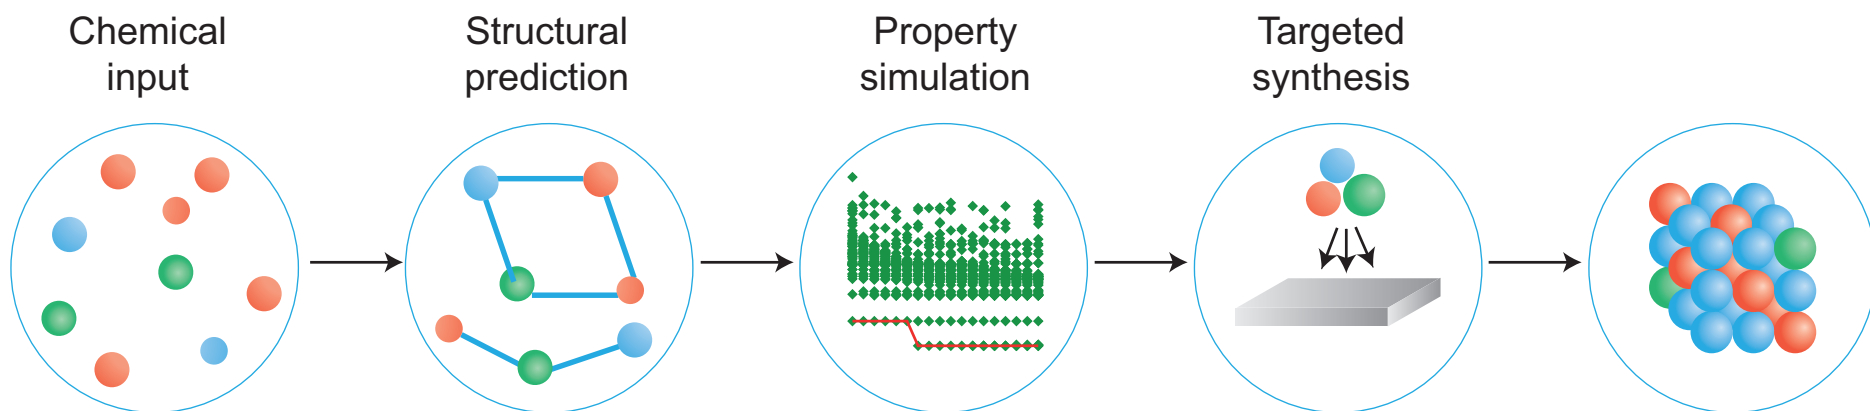 Chemical
input
Structural
prediction
Property
simulation
Targeted
synthesis